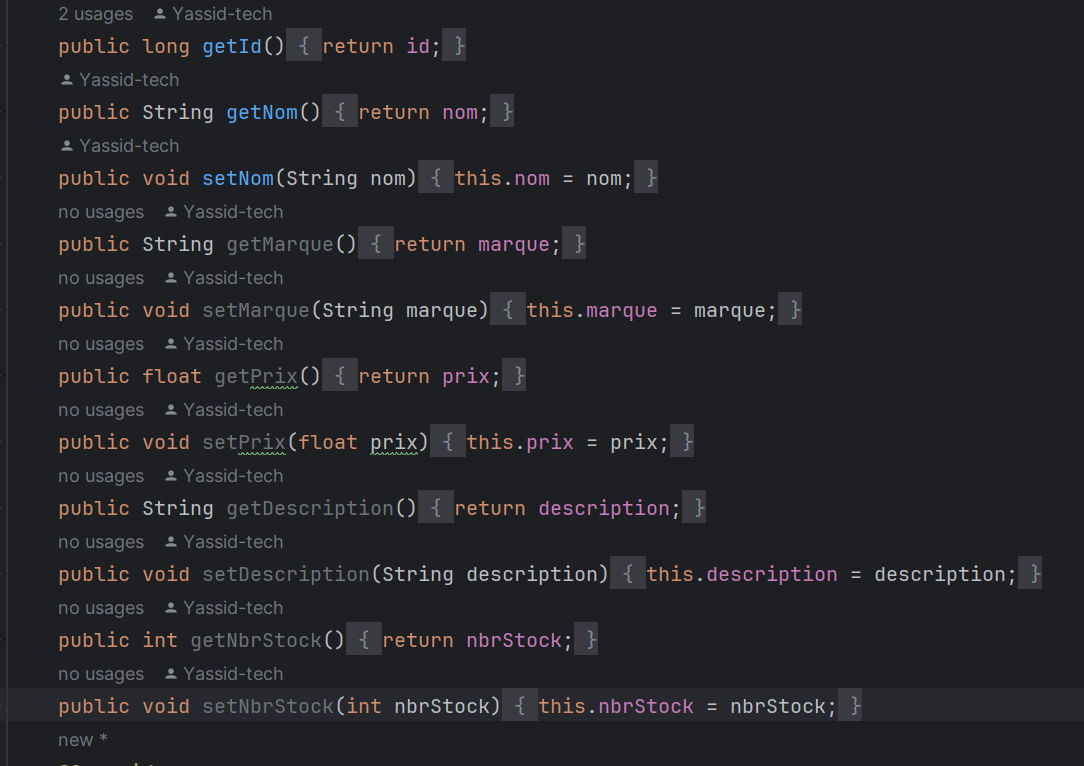 2 usages Yassid-tech
public long getId() { return id; }
Yassid-tech
public String getNom() { return nom; }
Yassid-tech
public void setNom(String nom) { this.nom = nom; }
no usages Yassid-tech
public String getMarque() { return marque; }
no usages Yassid-tech
public void setMarque(String marque) { this.marque = marque; }
no usages Yassid-tech
public float getPrix() { return prix; }
no usages Yassid-tech
public void setPrix(float prix) { this.prix = prix; }
no usages Yassid-tech
public String getDescription() { return description; }
no usages Yassid-tech
public void setDescription(String description) { this.description = description; }
no usages Yassid-tech
public int getNbrStock() { return nbrStock; }
no usages Yassid-tech
public void setNbrStock(int nbrStock) { this.nbrStock = nbrStock; }
new *